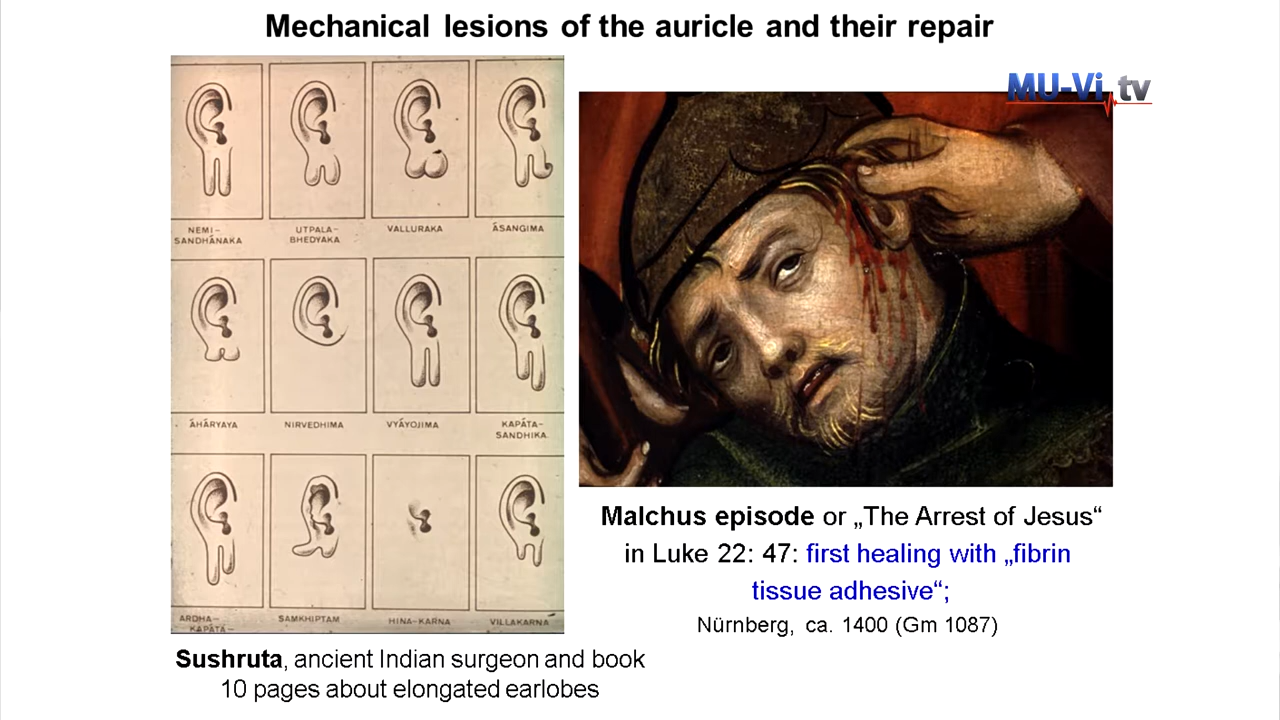 Mechanical lesions of the auricle and their repair
MU-Vi.tv
NEMI-
SANDHĀNAKA
UTPALA-
BHEDYAKA
VALLURAKA
ĀSANGIMA
ĀHĀRYAYA
NIRVEDHIMA
VYĀYOJIMA
KAPĀTA-
SANDHIKA
ARDHA-
KAPĀTA-
SAMKHIPTAM
HINA-KARNA
VILLAKARNA
Sushruta, ancient Indian surgeon and book
10 pages about elongated earlobes
Malchus episode or „The Arrest of Jesus“
in Luke 22: 47: first healing with „fibrin
tissue adhesive“;
Nürnberg, ca. 1400 (Gm 1087)